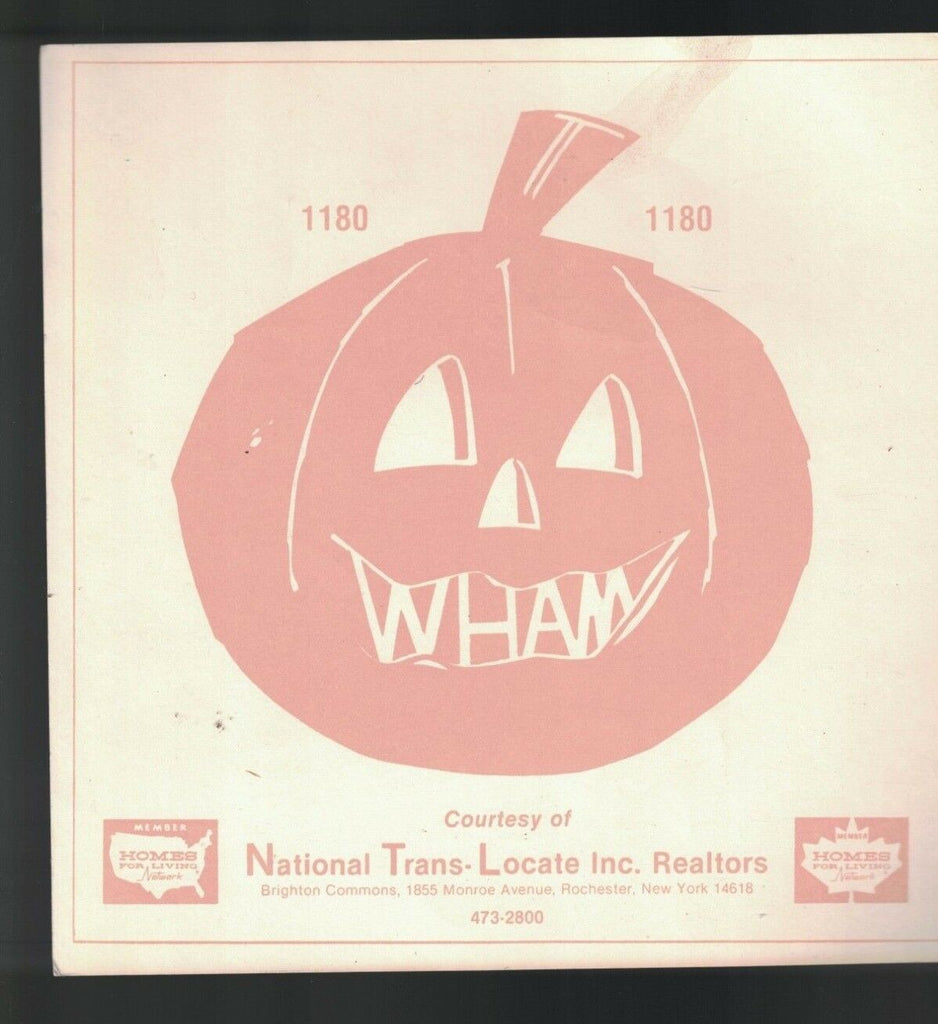 1180 1180
WHAM
Courtesy of
National Trans-Locate Inc. Realtors
Brighton Commons, 1855 Monroe Avenue, Rochester, New York 14618
473-2800
MEMBER
HOMES
FOR LIVING
Network
MEMBER
HOMES
FOR LIVING
Network